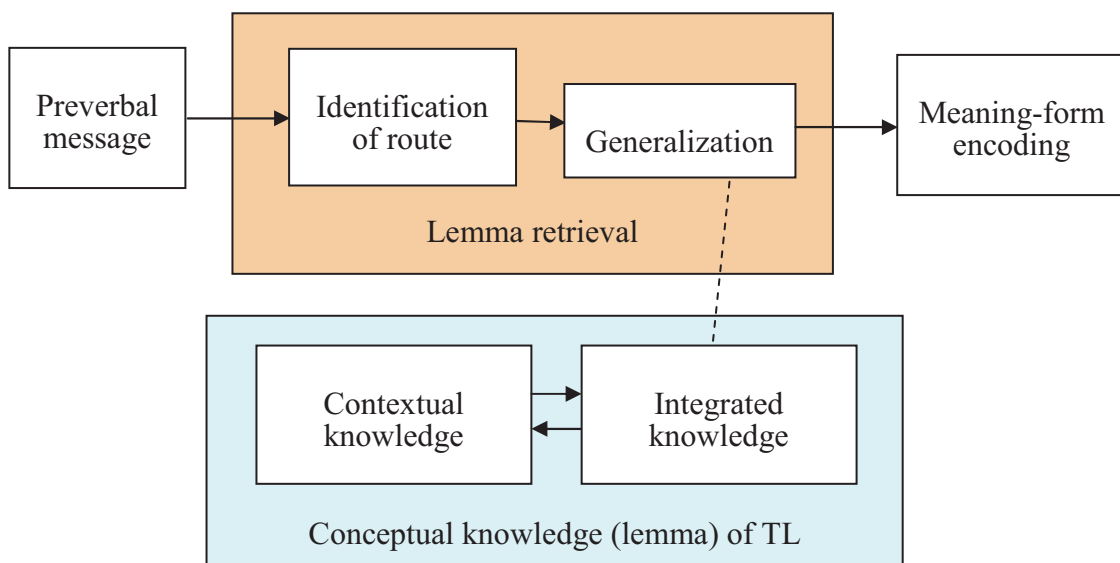 Preverbal
message
Identification
of route
Generalization
Meaning-form
encoding
Lemma retrieval
Contextual
knowledge
Integrated
knowledge
Conceptual knowledge (lemma) of TL